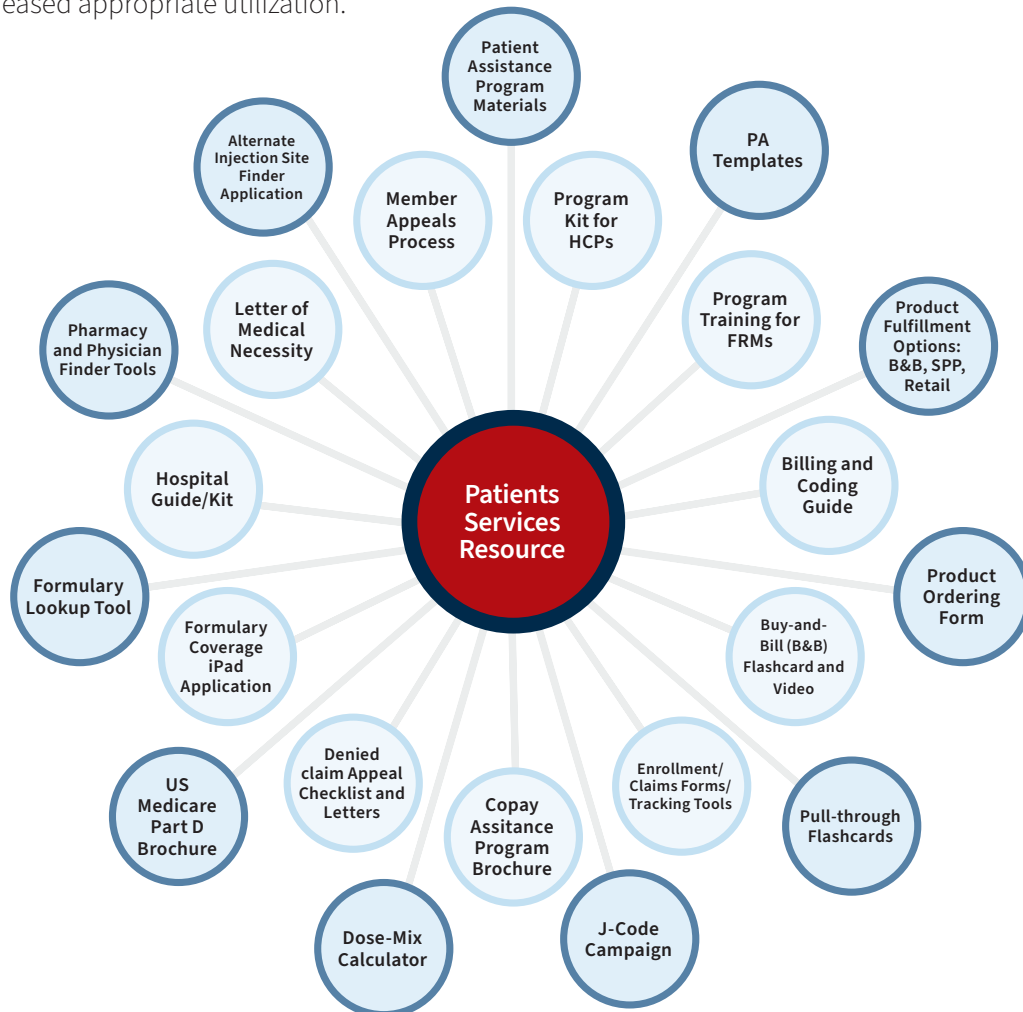 eased appropriate utilization.
Patient
Assistance
Program
Materials
Alternate
Injection Site
Finder
Application
PA
Templates
Member
Appeals
Process
Program
Kit for
HCPs
Letter of
Medical
Necessity
Program
Training for
FRMs
Pharmacy
and Physician
Finder Tools
Product
Fulfillment
Options:
B&B, SPP,
Retail
Hospital
Guide/Kit
Billing and
Coding
Guide
Patients
Services
Resource
Formulary
Lookup Tool
Product
Ordering
Form
Formulary
Coverage
iPad
Application
Buy-and-
Bill (B&B)
Flashcard and
Video
Denied
claim Appeal
Checklist and
Letters
Enrollment/
Claims Forms/
Tracking Tools
US
Medicare
Part D
Brochure
Copay
Assitance
Program
Brochure
Pull-through
Flashcards
Dose-Mix
Calculator
J-Code
Campaign